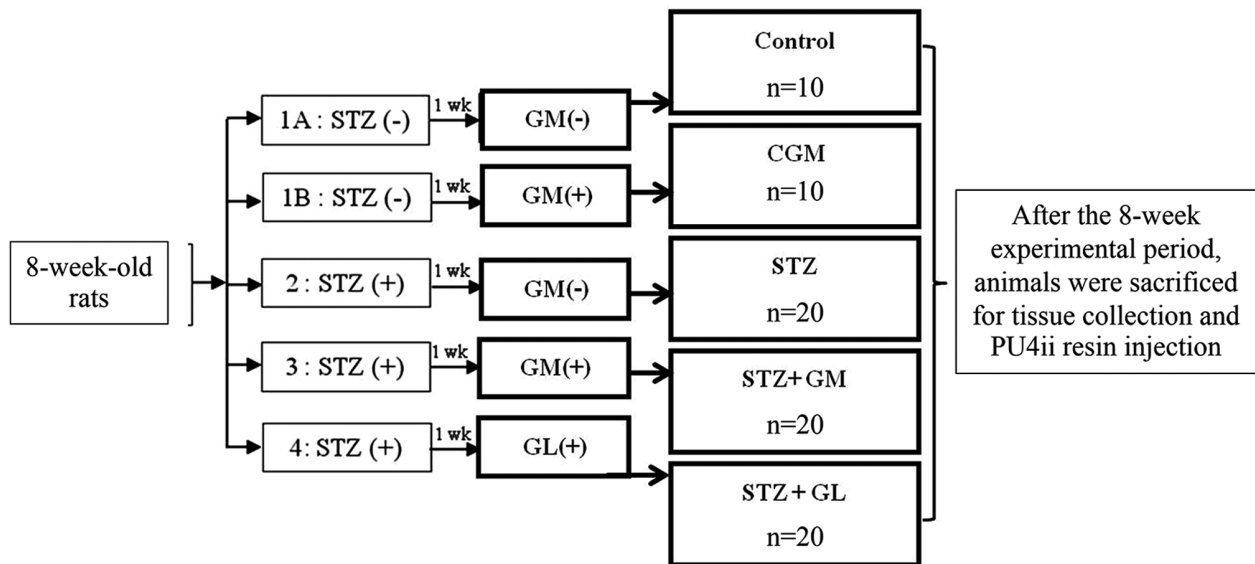 8-week-old
rats
1A : STZ (-)
1 wk
GM(-)
Control
n=10
1B : STZ (-)
1 wk
GM(+)
CGM
n=10
2 : STZ (+)
1 wk
GM(-)
STZ
n=20
3 : STZ (+)
1 wk
GM(+)
STZ+GM
n=20
4: STZ (+)
1 wk
GL(+)
STZ+GL
n=20
After the 8-week
experimental period,
animals were sacrificed
for tissue collection and
PU4ii resin injection